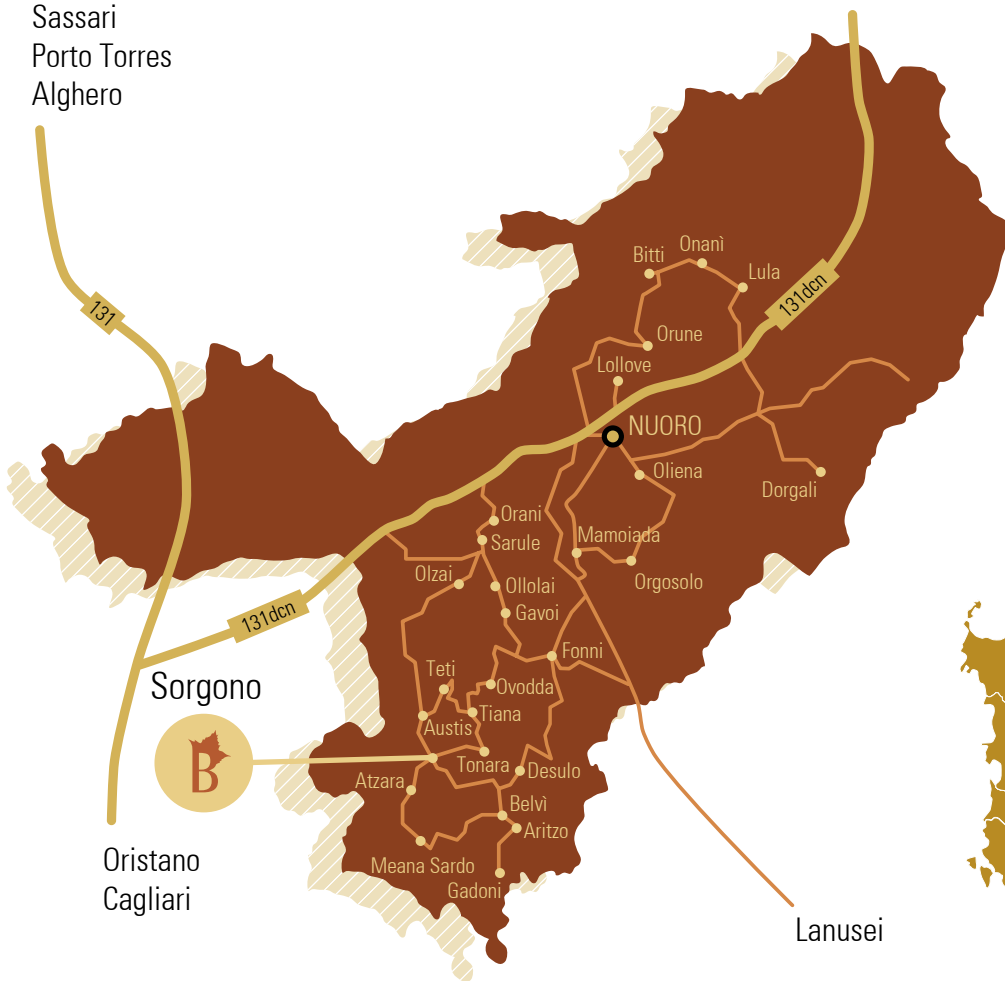 Sassari
Porto Torres
Alghero
Onanì
Bitti
Lula
131dcn
131
Orune
Lollove
NUORO
Oliena
Dorgali
Orani
Sarule
Mamoiada
Olzai
Ollolai
Orgosolo
Gavoi
131dcn
Fonni
Teti
Ovodda
Sorgono
Tiana
Austis
B
Tonara
Desulo
Atzara
Belvì
Aritzo
Meana Sardo
Gadoni
Oristano
Cagliari
Lanusei